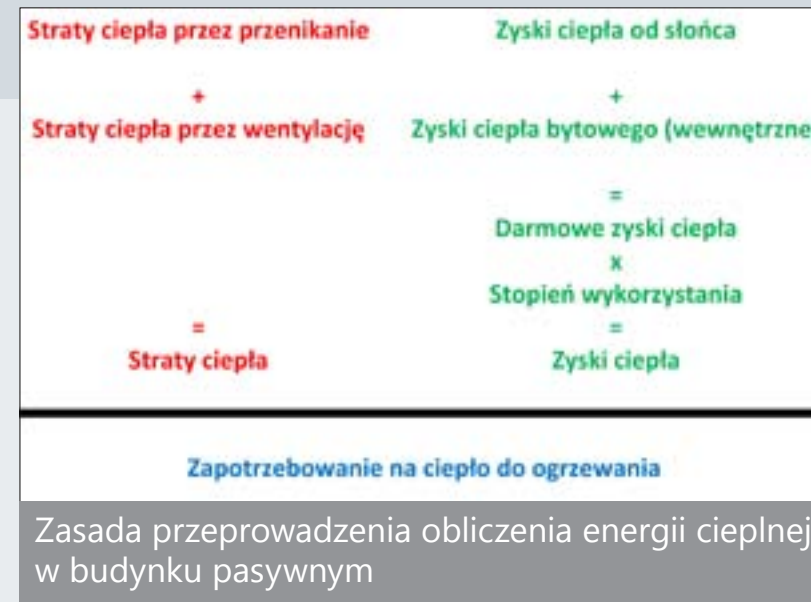 Straty ciepła przez przenikanie
+
Straty ciepła przez wentylację
=
Straty ciepła
Zyski ciepła od słońca
+
Zyski ciepła bytowego (wewnętrzne
=
Darmowe zyski ciepła
x
Stopień wykorzystania
=
Zyski ciepła
Zapotrzebowanie na ciepło do ogrzewania
Zasada przeprowadzenia obliczenia energii cieplnej
w budynku pasywnym